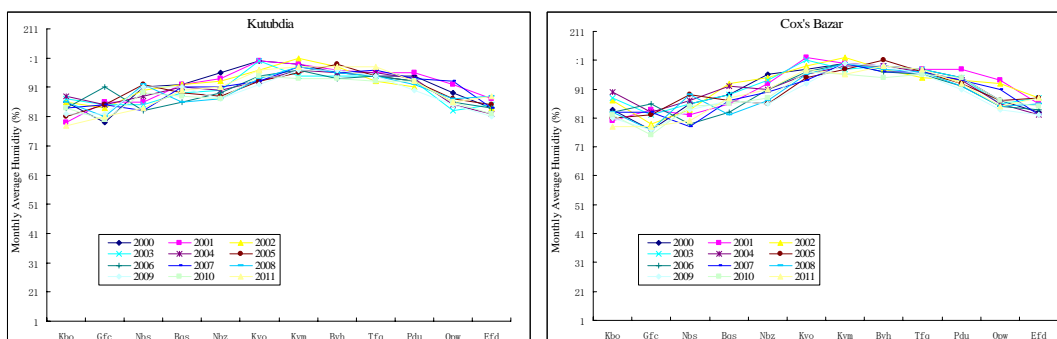 Kutubdia
Monthly Average Humidity (%)
211
:1
91
81
71
61
51
41
31
21
1
2000 2001 2002
2003 2004 2005
2006 2007 2008
2009 2010 2011
Kbo Gfc Nbs Bqs Nbz Kvo Kvm Bvh Tfq Pdu Opw Efd
Cox's Bazar
Monthly Average Humidity (%)
211
:1
91
81
71
61
51
41
31
21
1
2000 2001 2002
2003 2004 2005
2006 2007 2008
2009 2010 2011
Kbo Gfc Nbs Bqs Nbz Kvo Kvm Bvh Tfq Pdu Opw Efd